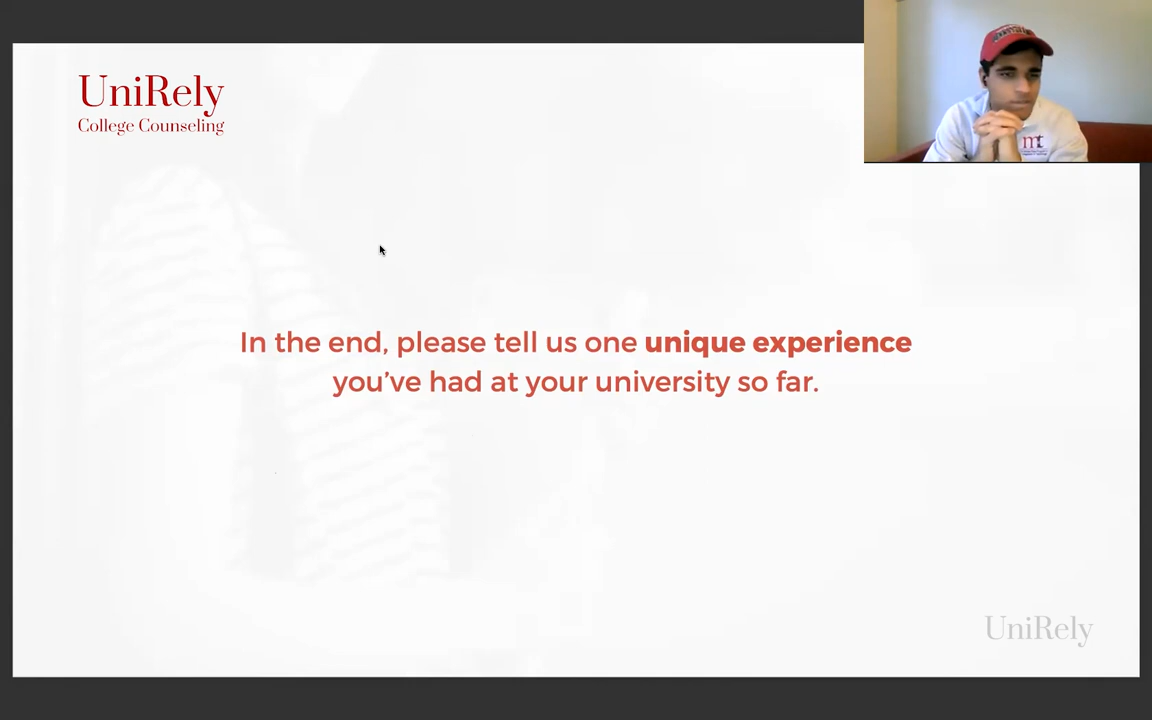 UniRely
College Counseling
In the end, please tell us one unique experience
you’ve had at your university so far.
mt
UniRely